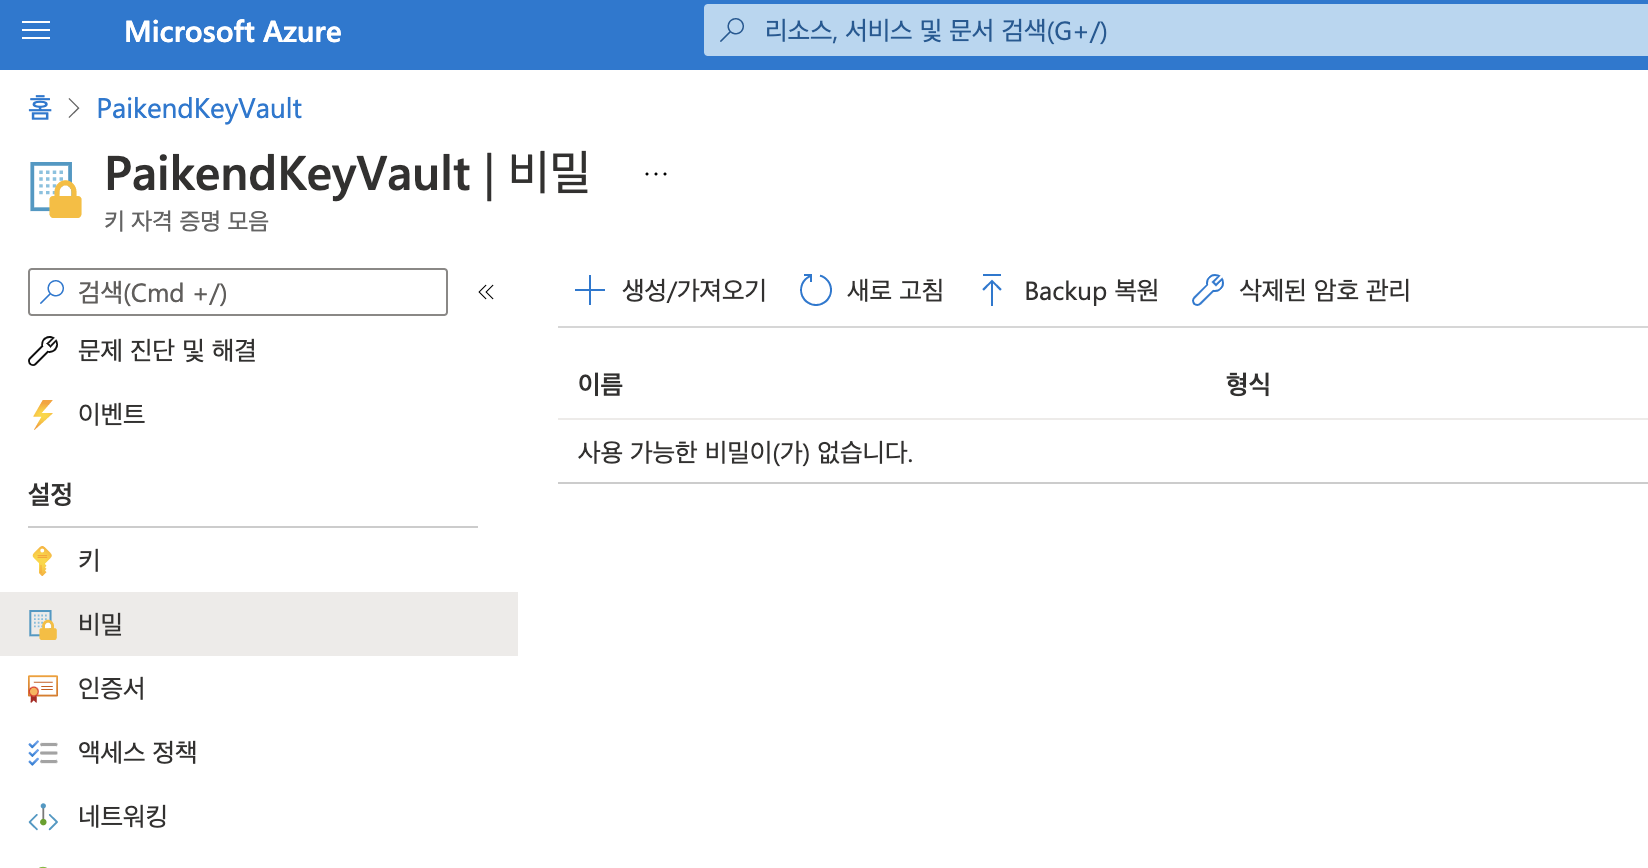 Microsoft Azure
리소스, 서비스 및 문서 검색(G+/)
홈 > PaikendKeyVault
PaikendKeyVault | 비밀 ...
키 자격 증명 모음
검색(Cmd +/) «
문제 진단 및 해결
이벤트
설정
키
비밀
인증서
액세스 정책
네트워킹
생성/가져오기 새로 고침 Backup 복원 삭제된 암호 관리
이름 형식
사용 가능한 비밀이(가) 없습니다.